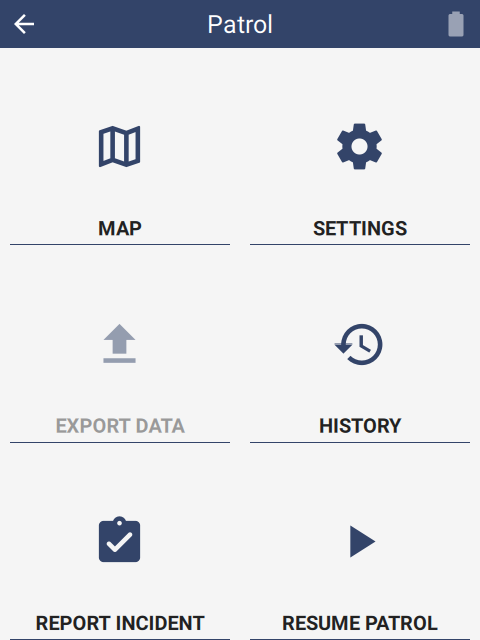 Patrol
MAP
SETTINGS
EXPORT DATA
HISTORY
REPORT INCIDENT
RESUME PATROL